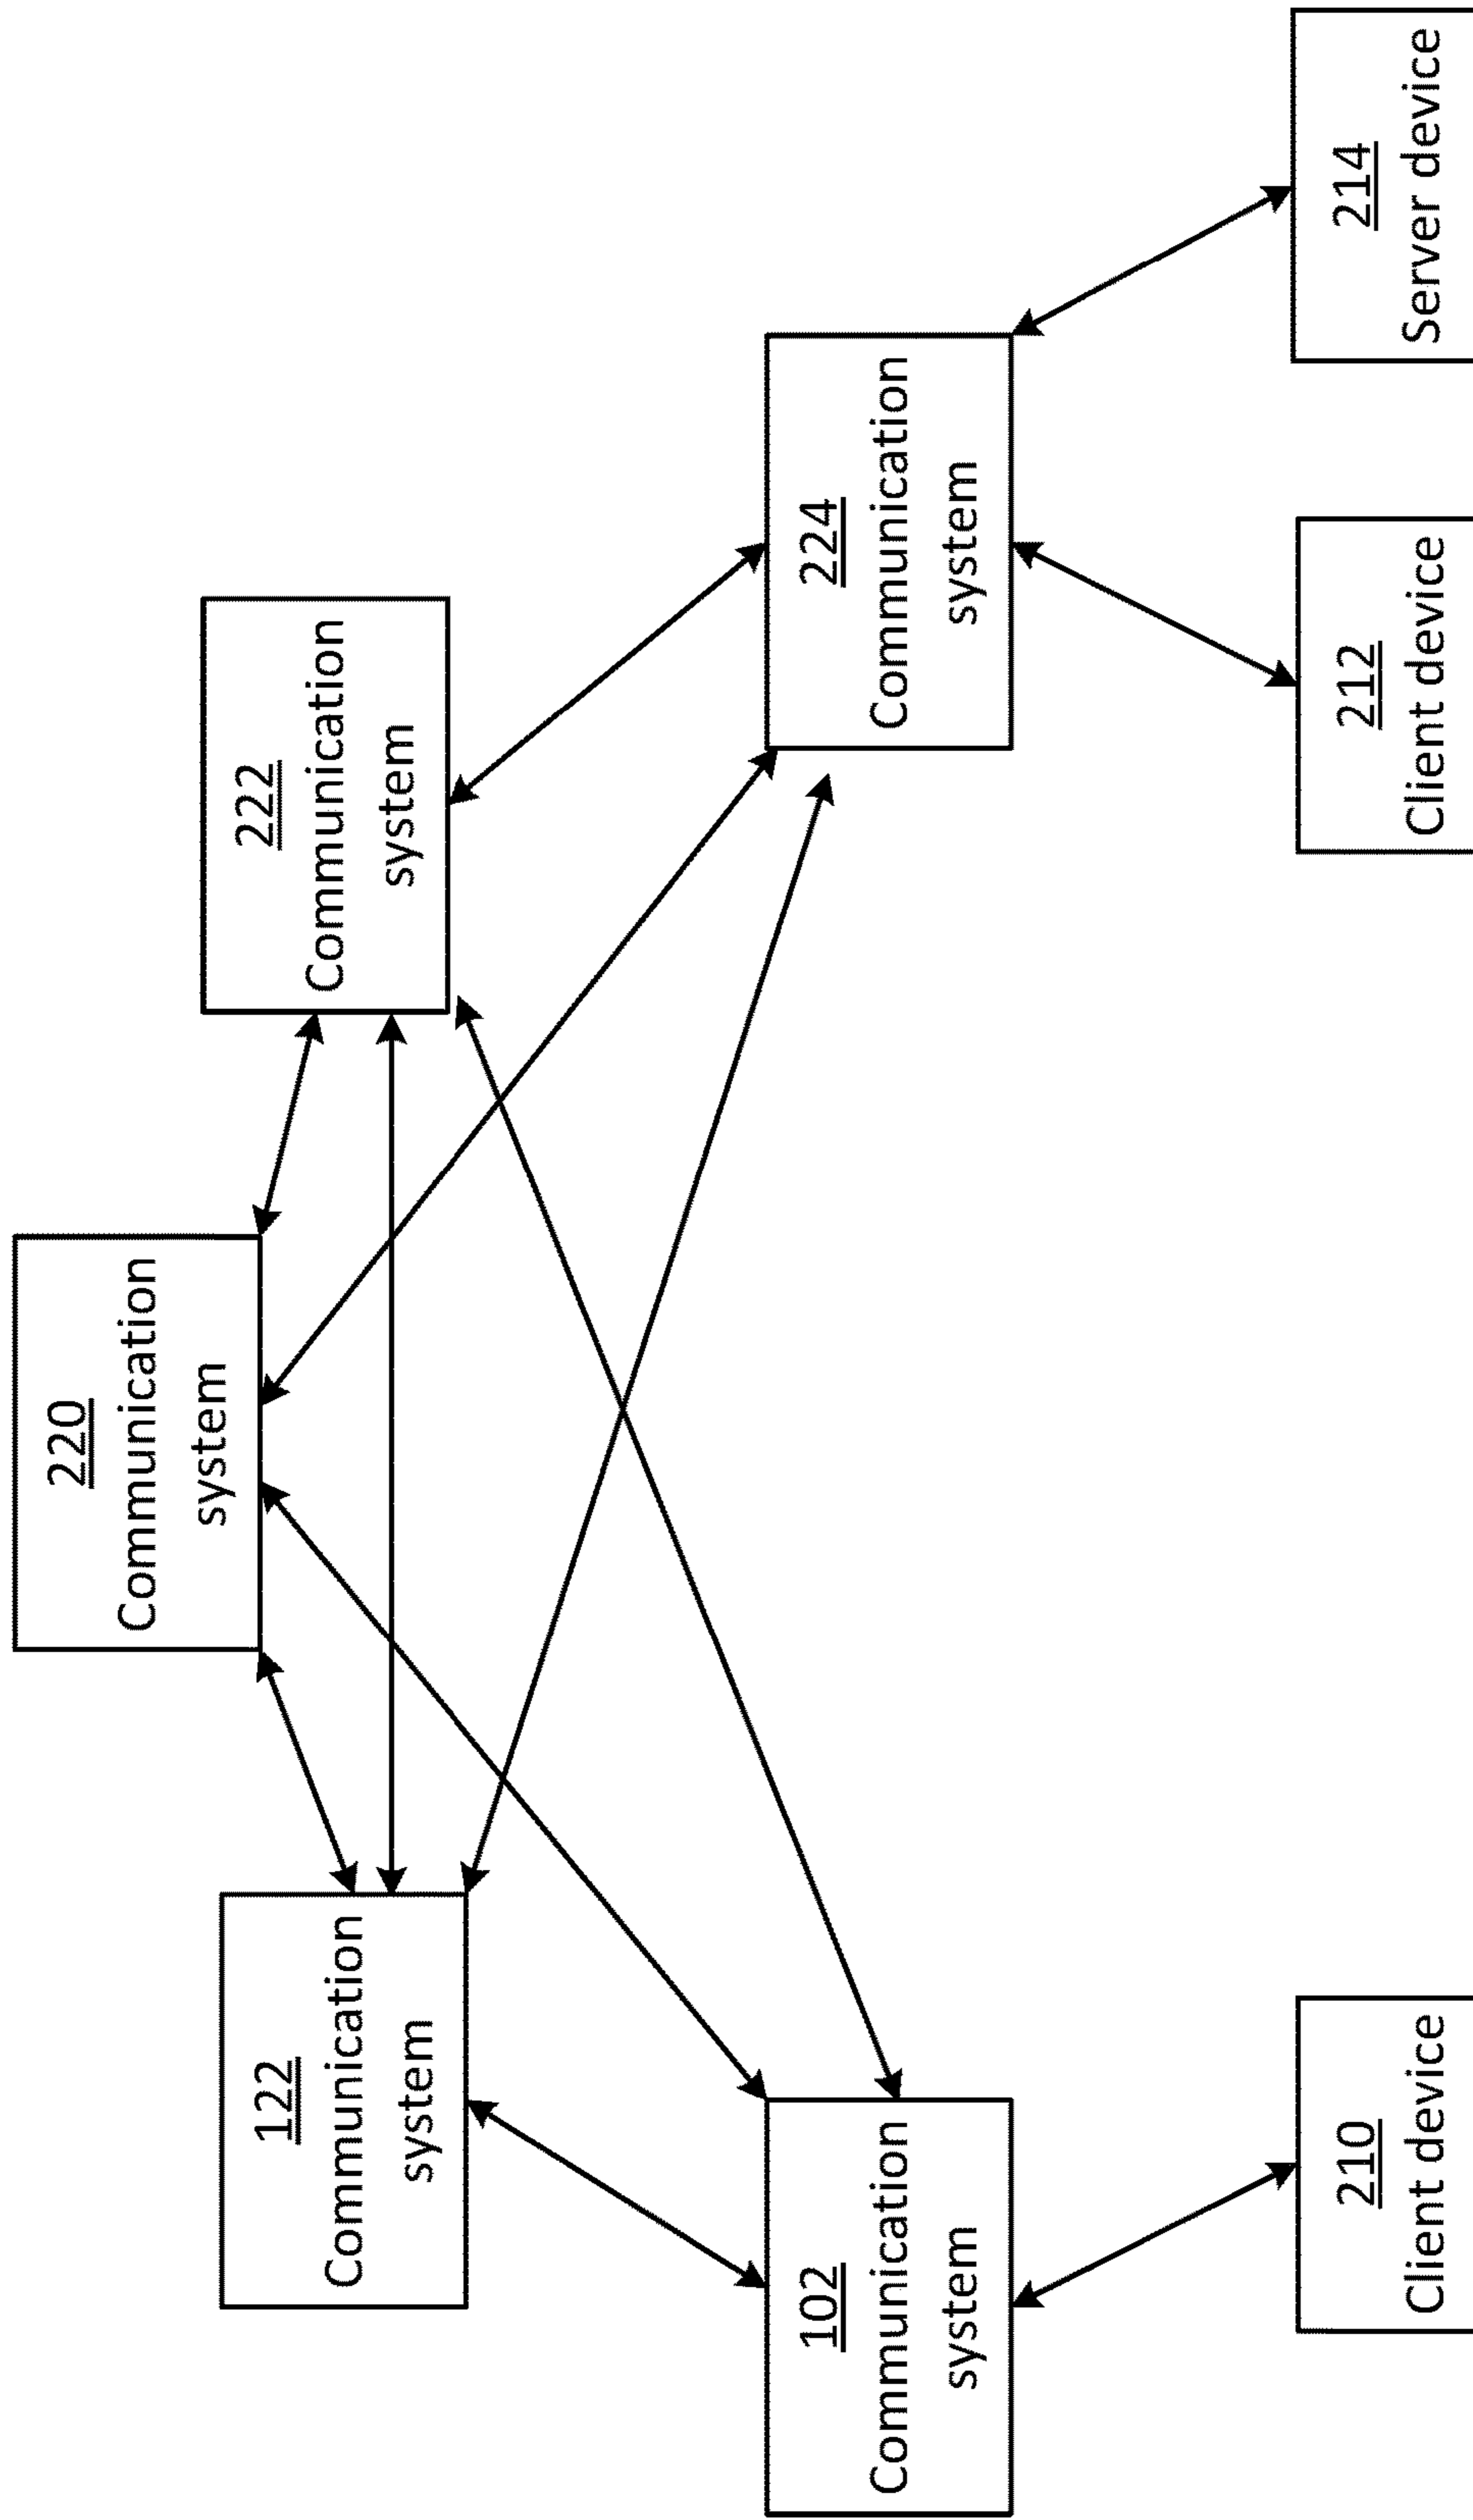 220
Communication
system
122
Communication
system
222
Communication
system
102
Communication
system
224
Communication
system
210
Client device
212
Client device
214
Server device